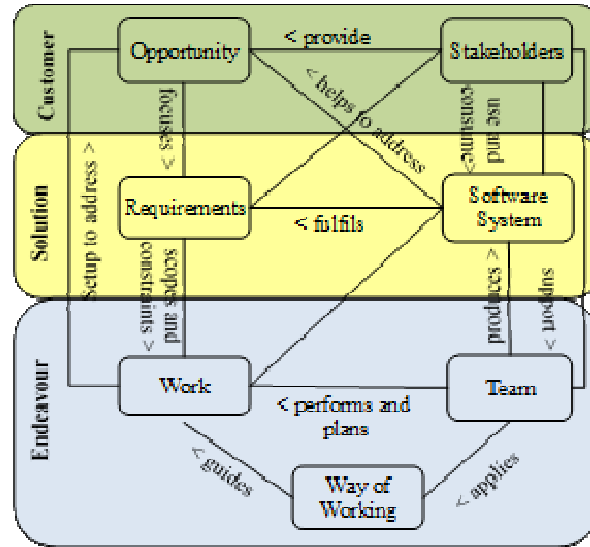 Customer
Opportunity
< provide
Stakeholders
< helps to address
focuses >
use and
consume>
Solution
Setup to address >
Requirements
< fulfils
Software
System
scopes and
constraints >
produces >
support >
Endeavour
Work
< performs and
plans
Team
< guides
Way of
Working
< applies